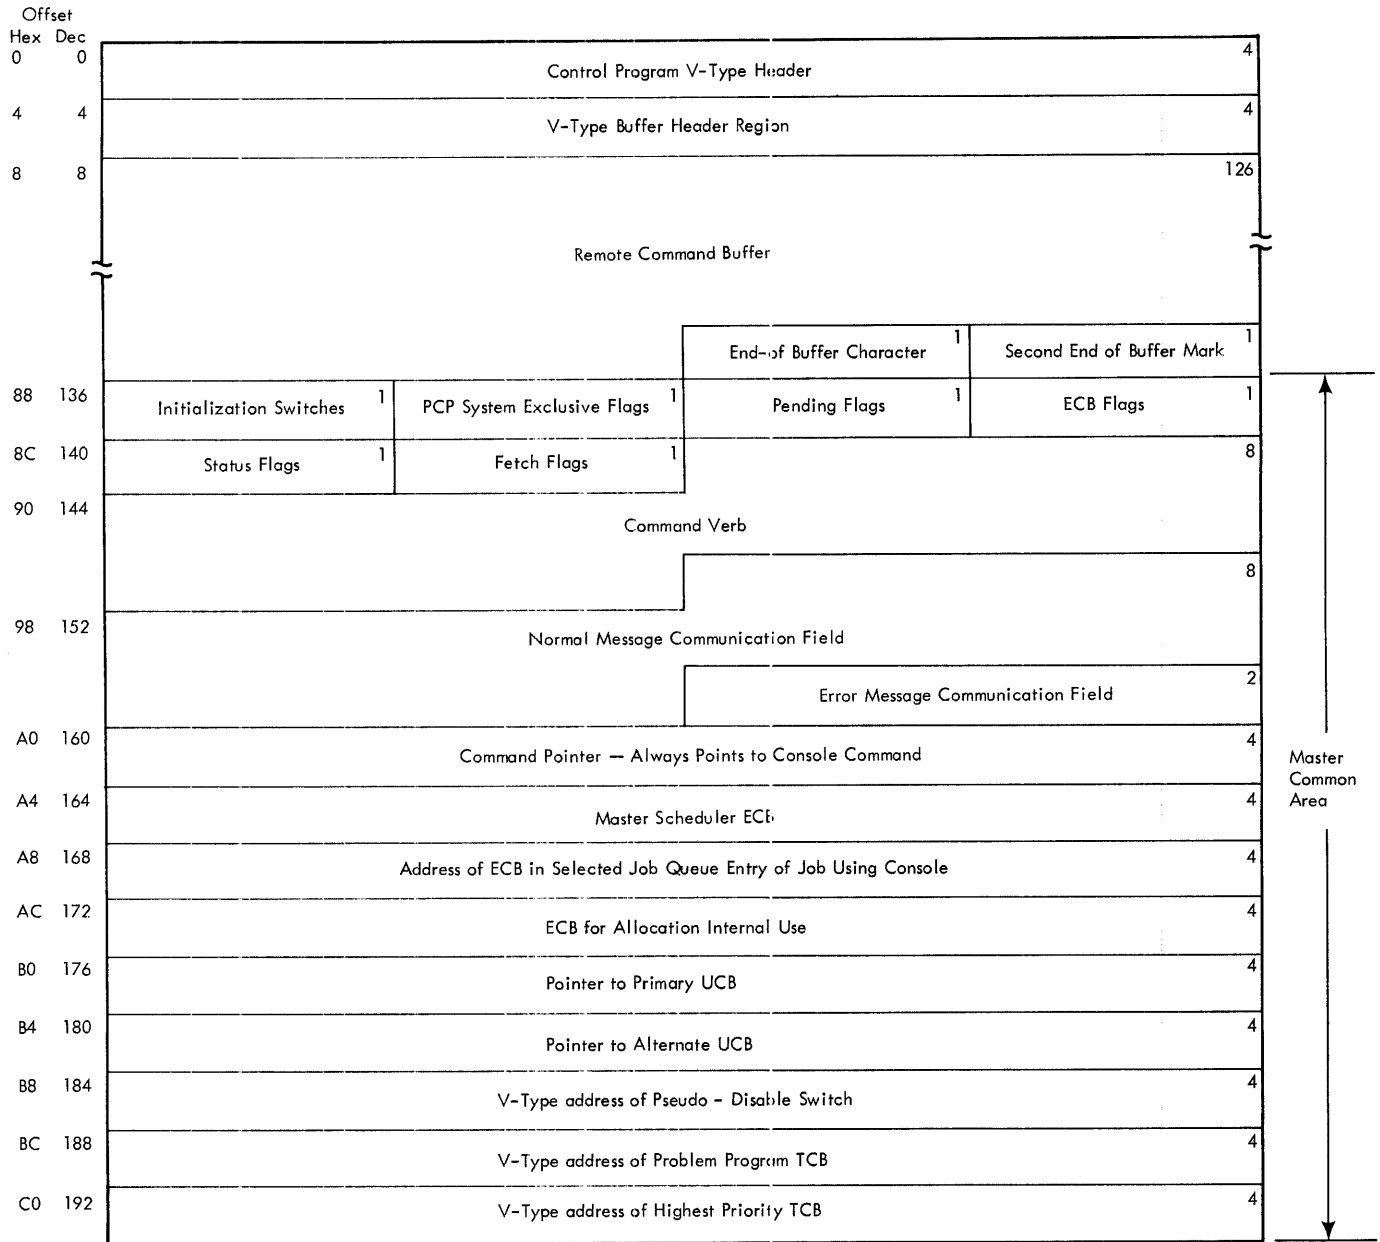 Offset
Hex Dec
0 0 4
Control Program V-Type Header
4 4 4
V-Type Buffer Header Region
8 8 126
Remote Command Buffer
End-of Buffer Character 1 Second End of Buffer Mark 1
88 136 Initialization Switches 1 PCP System Exclusive Flags 1 Pending Flags 1 ECB Flags 1
8C 140 Status Flags 1 Fetch Flags 1 8
90 144
Command Verb
8
98 152
Normal Message Communication Field
Error Message Communication Field 2
A0 160 Command Pointer — Always Points to Console Command 4
A4 164 Master Scheduler ECB 4
A8 168 Address of ECB in Selected Job Queue Entry of Job Using Console 4
AC 172 ECB for Allocation Internal Use 4
B0 176 Pointer to Primary UCB 4
B4 180 Pointer to Alternate UCB 4
B8 184 V-Type address of Pseudo - Disable Switch 4
BC 188 V-Type address of Problem Program TCB 4
C0 192 V-Type address of Highest Priority TCB 4
Master
Common
Area